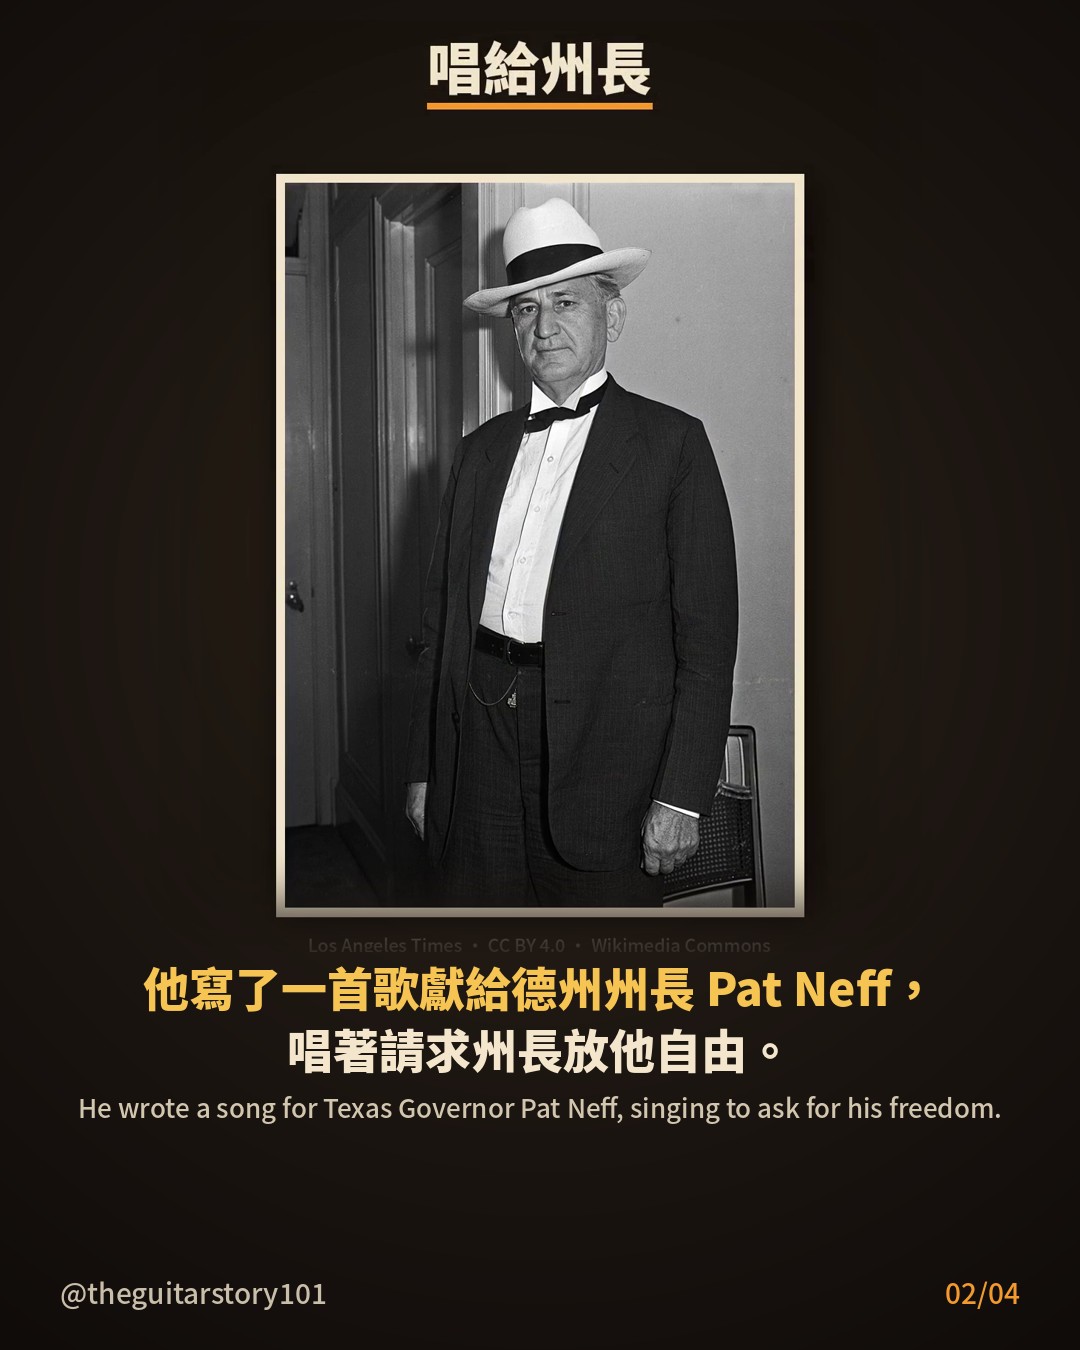 唱給州長
Los Angeles Times • CC BY 4.0 • Wikimedia Commons
他寫了一首歌獻給德州州長 Pat Neff，
唱著請求州長放他自由。
He wrote a song for Texas Governor Pat Neff, singing to ask for his freedom.
@theguitarstory101
02/04